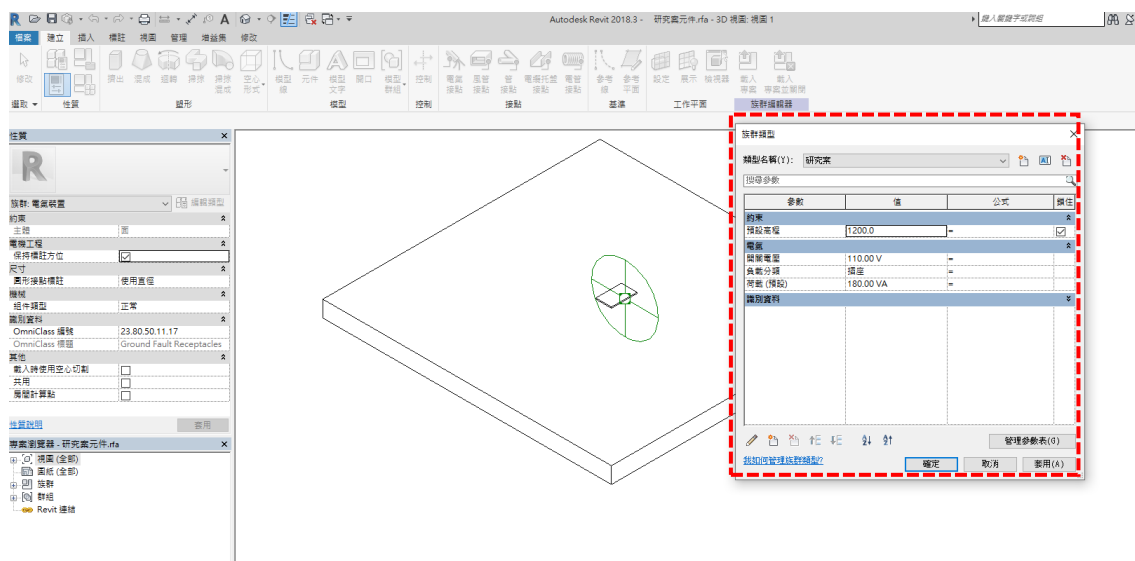 Autodesk Revit 2018.3 - 研究案元件.rfa - 3D 視圖: 視圖 1
鍵入關鍵字或詞組
檔案 建立 插入 標註 視圖 管理 增益集 修改
修改 擠出 混成 迴轉 掃掠 掃掠混成 空心形式 模型線 元件 模型文字 開口 模型群組 控制 電氣接點 風管接點 管接點 電纜托盤接點 電管接點 參考線 參考平面 設定 展示 檢視器 載入專案 載入專案並關閉
選取 性質 塑形 模型 控制 接點 基準 工作平面 族群編輯器
性質
R
族群: 電氣裝置 編輯類型
約束
主體 面
電機工程
保持標註方位
尺寸
圓形接點標註 使用直徑
機械
組件類型 正常
識別資料
OmniClass 編號 23.80.50.11.17
OmniClass 標題 Ground Fault Receptacles
其他
載入時使用空心切割
共用
房間計算點
性質說明 套用
專案瀏覽器 - 研究案元件.rfa
視圖 (全部)
圖紙 (全部)
族群
群組
Revit 連結
族群類型
類型名稱(Y): 研究案
搜尋參數
參數 值 公式 鎖住
約束
預設高程 1200.0 =
電氣
開關電壓 110.00 V =
負載分類 插座 =
荷載 (預設) 180.00 VA =
識別資料
管理參數表(G)
我如何管理族群類型?
確定 取消 套用(A)